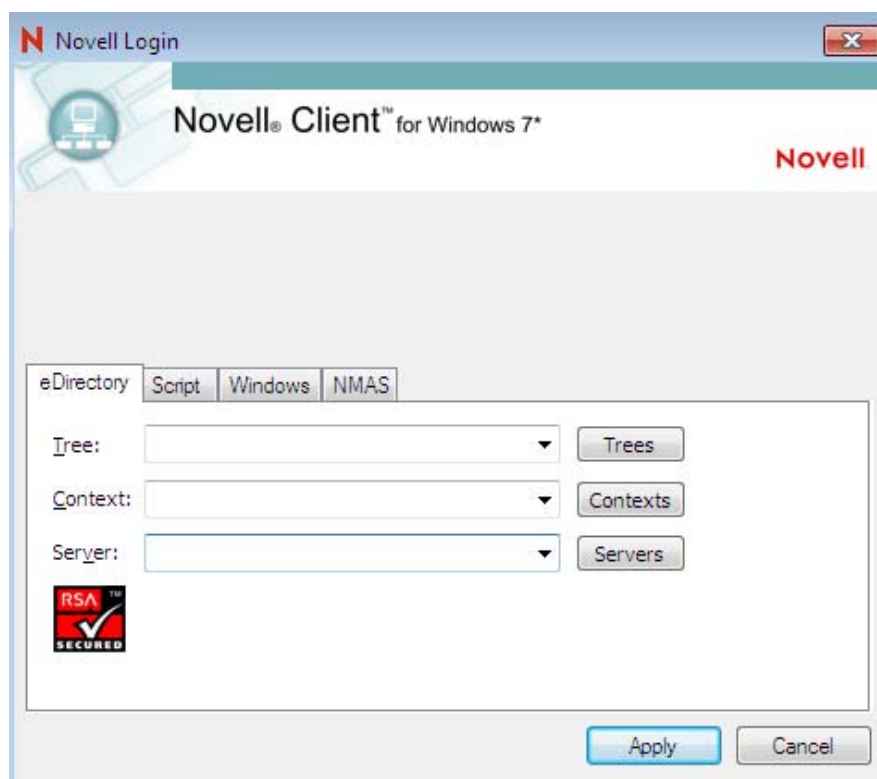 N Novell Login
Novell® Client™ for Windows 7*
Novell
eDirectory Script Windows NMAS
Tree: Trees
Context: Contexts
Server: Servers
RSA ™
SECURED
Apply Cancel